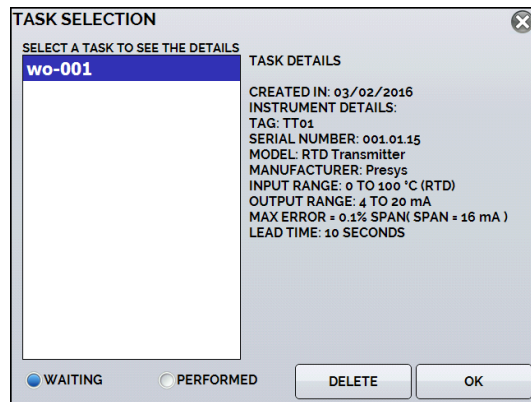 TASK SELECTION
SELECT A TASK TO SEE THE DETAILS
wo-001
TASK DETAILS
CREATED IN: 03/02/2016
INSTRUMENT DETAILS:
TAG: TT01
SERIAL NUMBER: 001.01.15
MODEL: RTD Transmitter
MANUFACTURER: Presys
INPUT RANGE: 0 TO 100 °C (RTD)
OUTPUT RANGE: 4 TO 20 mA
MAX ERROR = 0.1% SPAN( SPAN = 16 mA )
LEAD TIME: 10 SECONDS
WAITING
PERFORMED
DELETE
OK